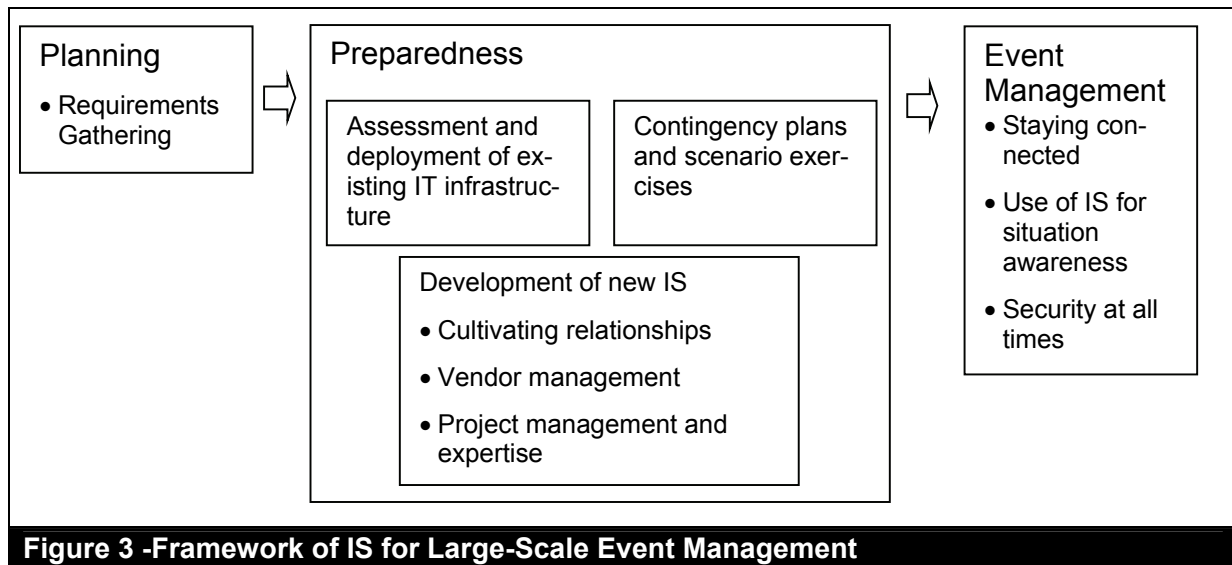 Planning
• Requirements
Gathering
Preparedness
Assessment and
deployment of ex-
isting IT infrastruc-
ture
Contingency plans
and scenario exer-
cises
Development of new IS
• Cultivating relationships
• Vendor management
• Project management and
expertise
Event
Management
• Staying con-
nected
• Use of IS for
situation
awareness
• Security at all
times
Figure 3 -Framework of IS for Large-Scale Event Management